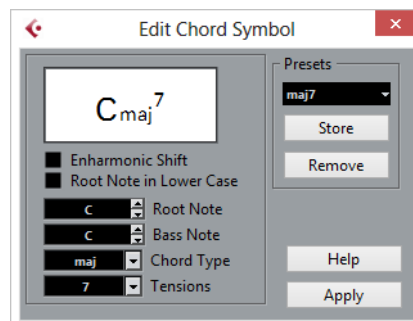 Edit Chord Symbol
Cmaj7
Enharmonic Shift
Root Note in Lower Case
C Root Note
C Bass Note
maj Chord Type
7 Tensions
Presets
maj7
Store
Remove
Help
Apply